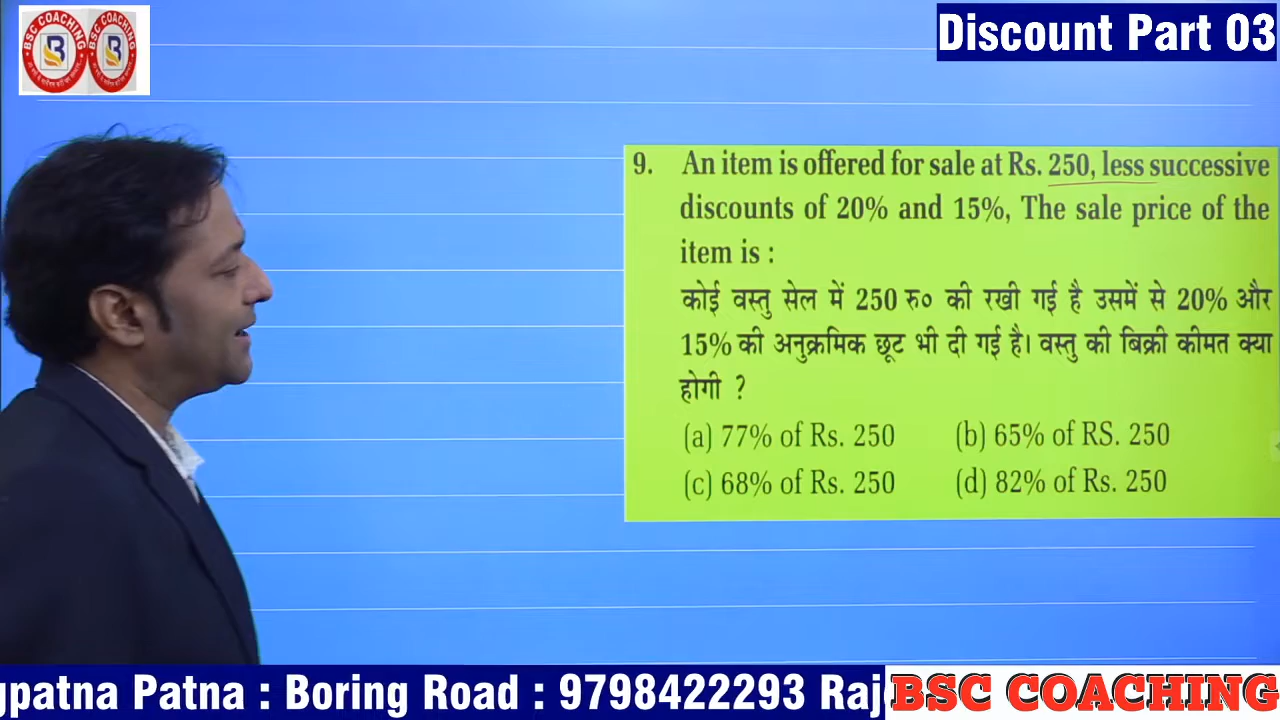 BSC COACHING
BSC COACHING
Discount Part 03
9. An item is offered for sale at Rs. 250, less successive
discounts of 20% and 15%, The sale price of the
item is :
कोई वस्तु सेल में 250 रु० की रखी गई है उसमें से 20% और
15% की अनुक्रमिक छूट भी दी गई है। वस्तु की बिक्री कीमत क्या
होगी ?
(a) 77% of Rs. 250 (b) 65% of RS. 250
(c) 68% of Rs. 250 (d) 82% of Rs. 250
gpatna Patna : Boring Road : 9798422293 Raj
BSC COACHING